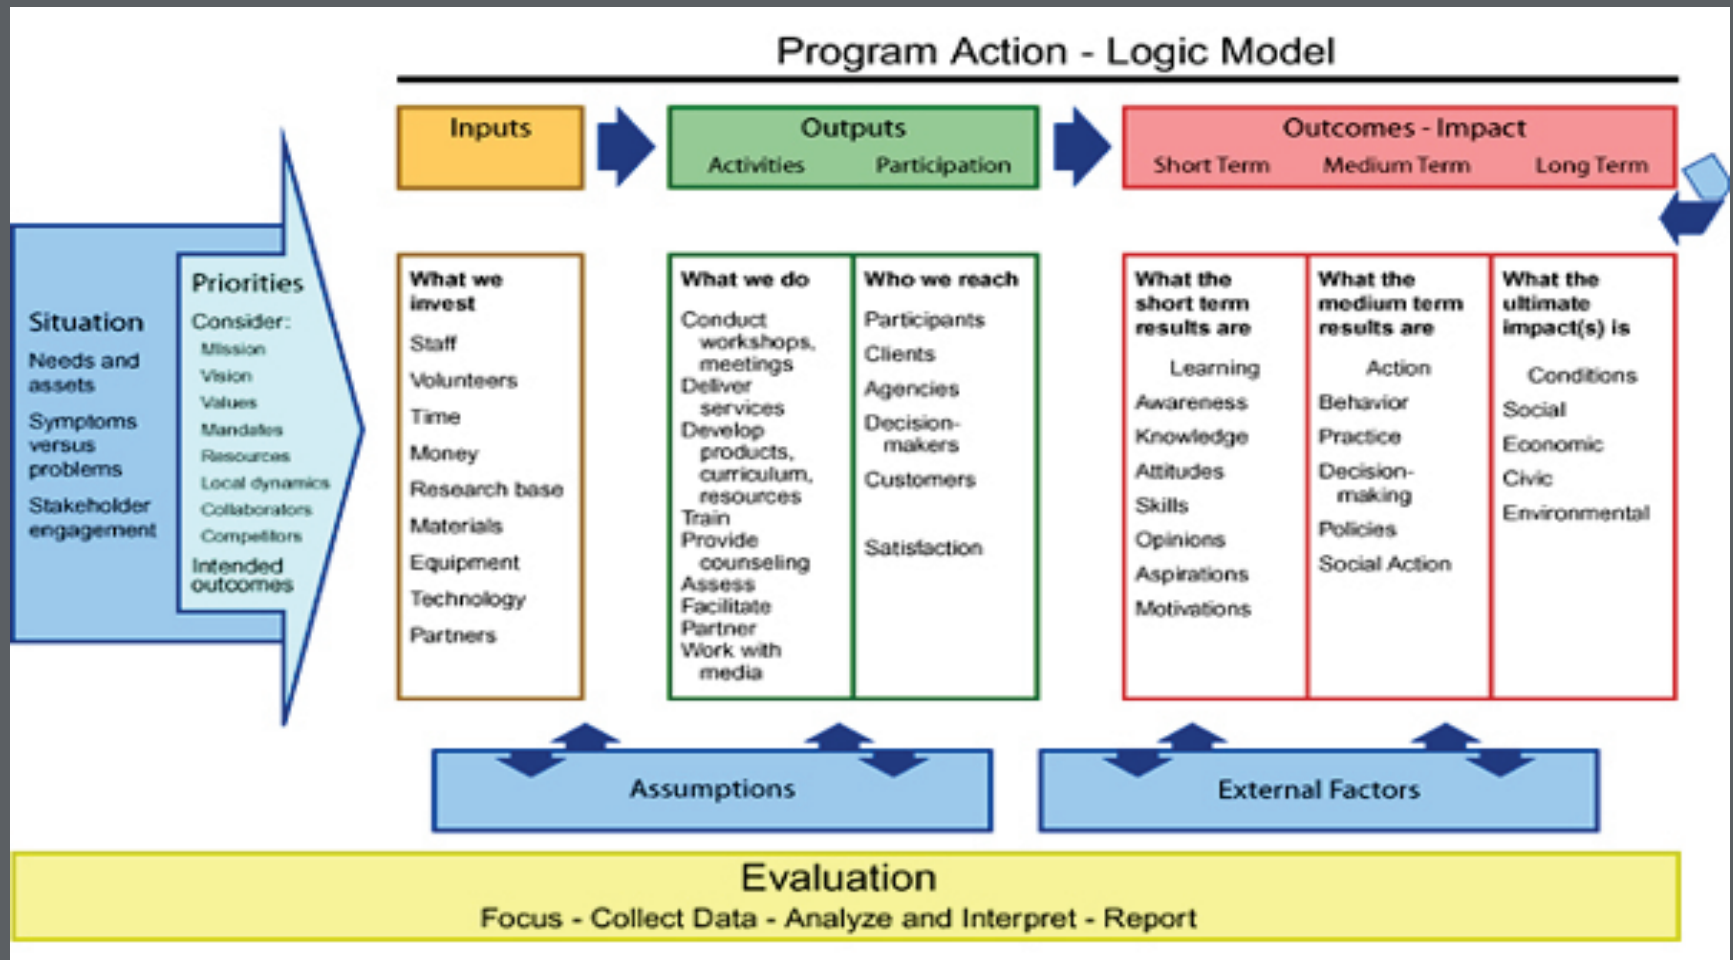 Program Action - Logic Model
Inputs
Outputs
Activities
Participation
Outcomes - Impact
Short Term
Medium Term
Long Term
Situation
Needs and
assets
Symptoms
versus
problems
Stakeholder
engagement
Priorities
Consider:
Mission
Vision
Values
Mandates
Resources
Local dynamics
Collaborators
Competitors
Intended
outcomes
What we
invest
Staff
Volunteers
Time
Money
Research base
Materials
Equipment
Technology
Partners
What we do
Conduct
workshops,
meetings
Deliver
services
Develop
products,
curriculum,
resources
Train
Provide
counseling
Assess
Facilitate
Partner
Work with
media
Who we reach
Participants
Clients
Agencies
Decision-
makers
Customers
Satisfaction
What the
short term
results are
Learning
Awareness
Knowledge
Attitudes
Skills
Opinions
Aspirations
Motivations
What the
medium term
results are
Action
Behavior
Practice
Decision-
making
Policies
Social Action
What the
ultimate
impact(s) is
Conditions
Social
Economic
Civic
Environmental
Assumptions
External Factors
Evaluation
Focus - Collect Data - Analyze and Interpret - Report